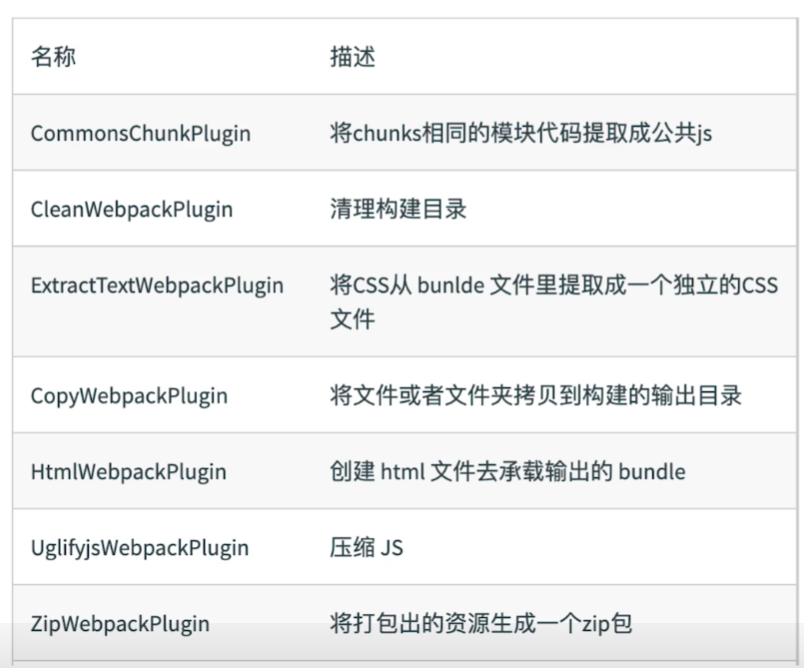 名称 描述
CommonsChunkPlugin 将chunks相同的模块代码提取成公共js
CleanWebpackPlugin 清理构建目录
ExtractTextWebpackPlugin 将CSS从 bunlde 文件里提取成一个独立的CSS
文件
CopyWebpackPlugin 将文件或者文件夹拷贝到构建的输出目录
HtmlWebpackPlugin 创建 html 文件去承载输出的 bundle
UglifyjsWebpackPlugin 压缩 JS
ZipWebpackPlugin 将打包出的资源生成一个zip包